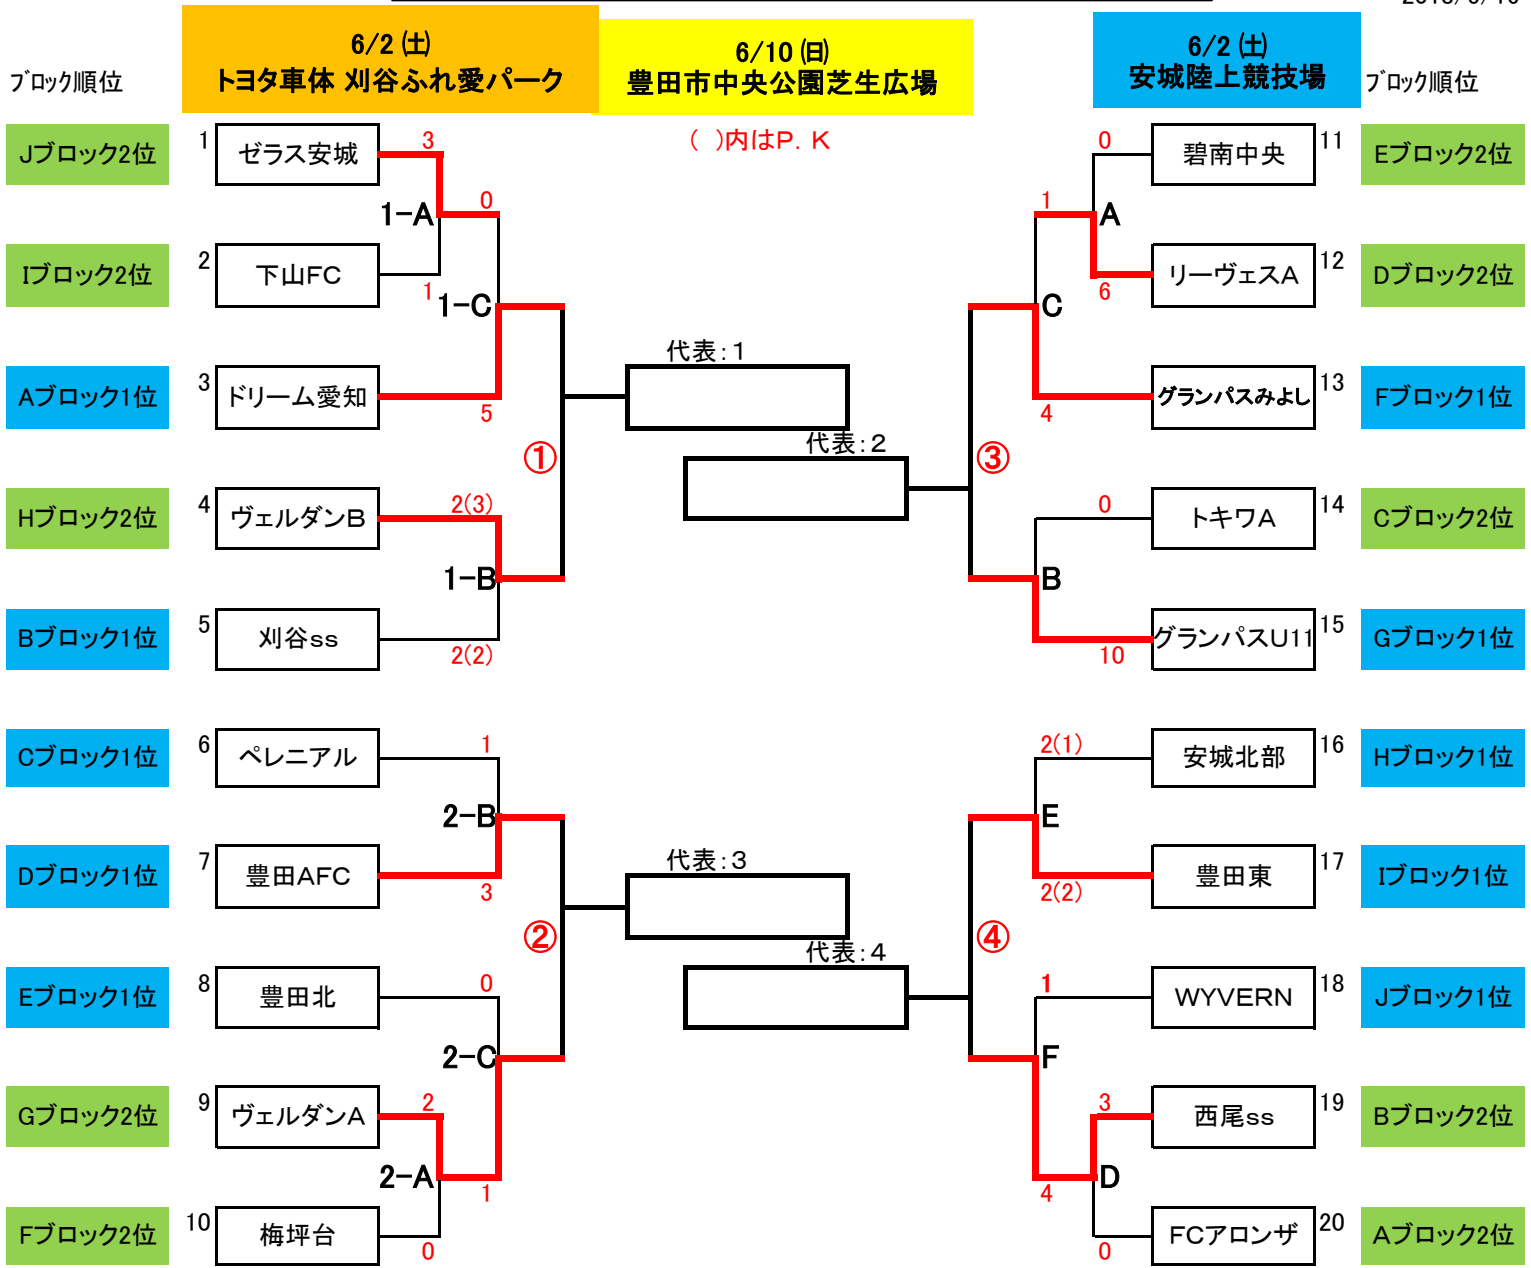 6/2 (土)
トヨタ車体 刈谷ふれ愛パーク
6/10 (日)
豊田市中央公園芝生広場
6/2 (土)
安城陸上競技場
ブロック順位
ブロック順位
( )内はP．K
Jブロック2位
1
ゼラス安城
3
1-A
0
Iブロック2位
2
下山FC
1
1-C
Aブロック1位
3
ドリーム愛知
5
①
Hブロック2位
4
ヴェルダンB
2(3)
1-B
Bブロック1位
5
刈谷ss
2(2)
Cブロック1位
6
ペレニアル
1
2-B
Dブロック1位
7
豊田AFC
3
②
Eブロック1位
8
豊田北
0
2-C
Gブロック2位
9
ヴェルダンA
2
2-A
1
Fブロック2位
10
梅坪台
0
代表：1
代表：2
代表：3
代表：4
0
碧南中央
11
Eブロック2位
1
A
リーヴェスA
12
Dブロック2位
6
C
グランパスみよし
13
Fブロック1位
4
③
0
トキワA
14
Cブロック2位
B
グランパスU11
15
Gブロック1位
10
2(1)
安城北部
16
Hブロック1位
E
豊田東
17
Iブロック1位
2(2)
④
1
WYVERN
18
Jブロック1位
F
3
西尾ss
19
Bブロック2位
4
D
FCアロンザ
20
Aブロック2位
0